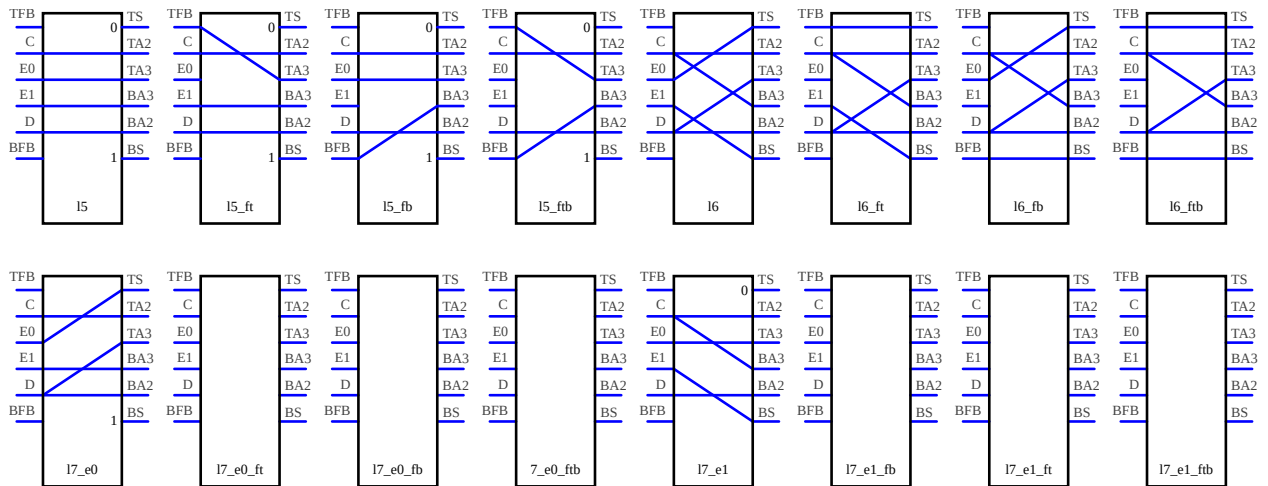 TFB 0 TS TFB 0 TS TFB 0 TS TFB 0 TS TFB TS TFB TS TFB TS TFB TS
C TA2 C TA2 C TA2 C TA2 C TA2 C TA2 C TA2 C TA2
E0 TA3 E0 TA3 E0 TA3 E0 TA3 E0 TA3 E0 TA3 E0 TA3 E0 TA3
E1 BA3 E1 BA3 E1 BA3 E1 BA3 E1 BA3 E1 BA3 E1 BA3 E1 BA3
D BA2 D BA2 D BA2 D BA2 D BA2 D BA2 D BA2 D BA2
BFB 1 BS BFB 1 BS BFB 1 BS BFB 1 BS BFB BS BFB BS BFB BS BFB BS
l5 l5_ft l5_fb l5_ftb l6 l6_ft l6_fb l6_ftb
TFB TS TFB TS TFB TS TFB TS TFB 0 TS TFB TS TFB TS TFB TS
C TA2 C TA2 C TA2 C TA2 C TA2 C TA2 C TA2 C TA2
E0 TA3 E0 TA3 E0 TA3 E0 TA3 E0 TA3 E0 TA3 E0 TA3 E0 TA3
E1 BA3 E1 BA3 E1 BA3 E1 BA3 E1 BA3 E1 BA3 E1 BA3 E1 BA3
D BA2 D BA2 D BA2 D BA2 D BA2 D BA2 D BA2 D BA2
BFB 1 BS BFB BS BFB BS BFB BS BFB BS BFB BS BFB BS BFB BS
l7_e0 l7_e0_ft l7_e0_fb 7_e0_ftb l7_e1 l7_e1_fb l7_e1_ft l7_e1_ftb